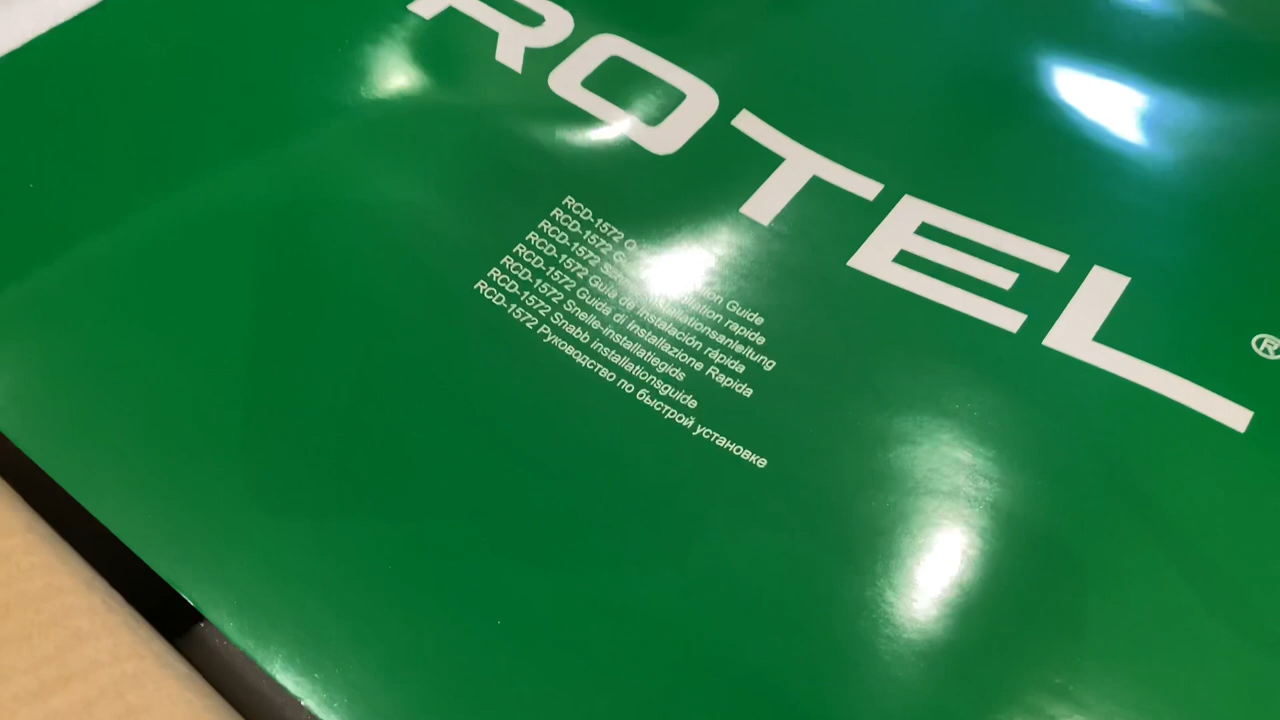 ROTEL®
RCD-1572 Guide
RCD-1572 rapide
RCD-1572
RCD-1572 Guía de instalación rápida
RCD-1572 Guida di Installazione Rapida
RCD-1572 Snelle-installatiegids
RCD-1572 Snabb installationsguide
RCD-1572 Руководство по быстрой установке